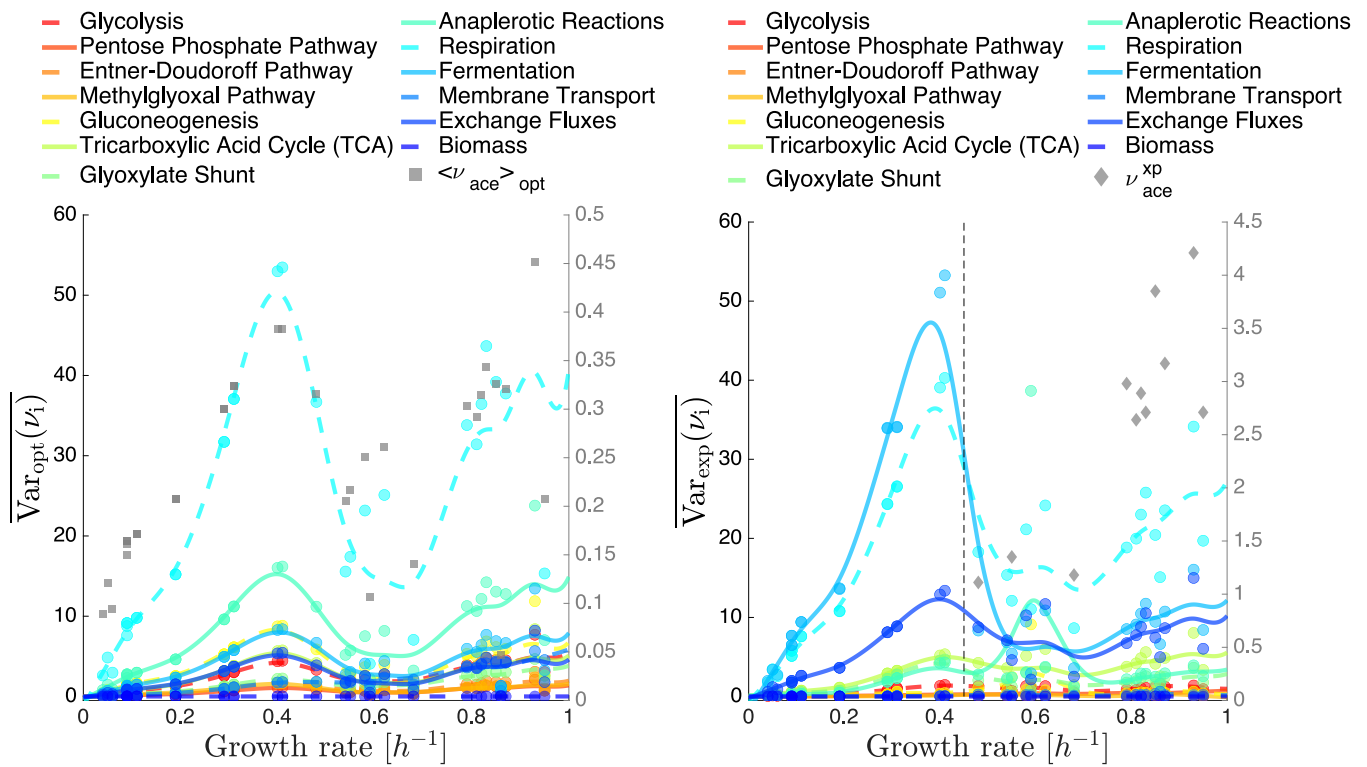 Glycolysis
Pentose Phosphate Pathway
Entner-Doudoroff Pathway
Methylglyoxal Pathway
Gluconeogenesis
Tricarboxylic Acid Cycle (TCA)
Glyoxylate Shunt
Anaplerotic Reactions
Respiration
Fermentation
Membrane Transport
Exchange Fluxes
Biomass
<ν ace> opt
60
50
40
30
20
10
0
0.5
0.45
0.4
0.35
0.3
0.25
0.2
0.15
0.1
0.05
0
0 0.2 0.4 0.6 0.8 1
Var_opt(ν_i)
Growth rate [h⁻¹]
Glycolysis
Pentose Phosphate Pathway
Entner-Doudoroff Pathway
Methylglyoxal Pathway
Gluconeogenesis
Tricarboxylic Acid Cycle (TCA)
Glyoxylate Shunt
Anaplerotic Reactions
Respiration
Fermentation
Membrane Transport
Exchange Fluxes
Biomass
ν xp ace
60
50
40
30
20
10
0
4.5
4
3.5
3
2.5
2
1.5
1
0.5
0
0 0.2 0.4 0.6 0.8 1
Var_exp(ν_i)
Growth rate [h⁻¹]